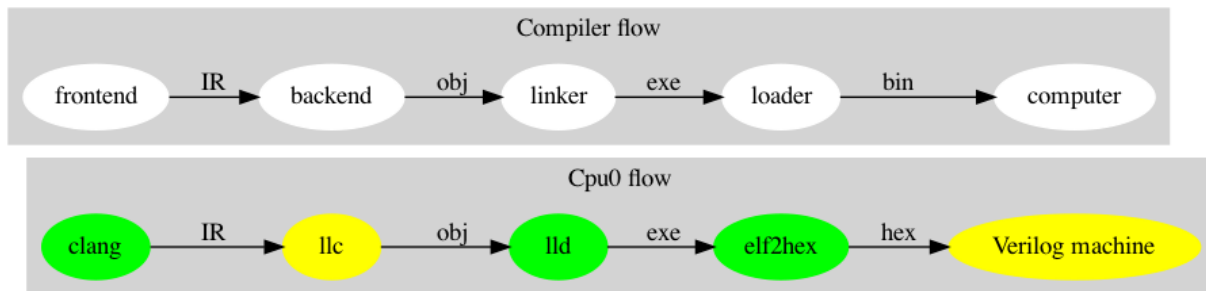 Compiler flow
frontend IR backend obj linker exe loader bin computer
Cpu0 flow
clang IR llc obj lld exe elf2hex hex Verilog machine